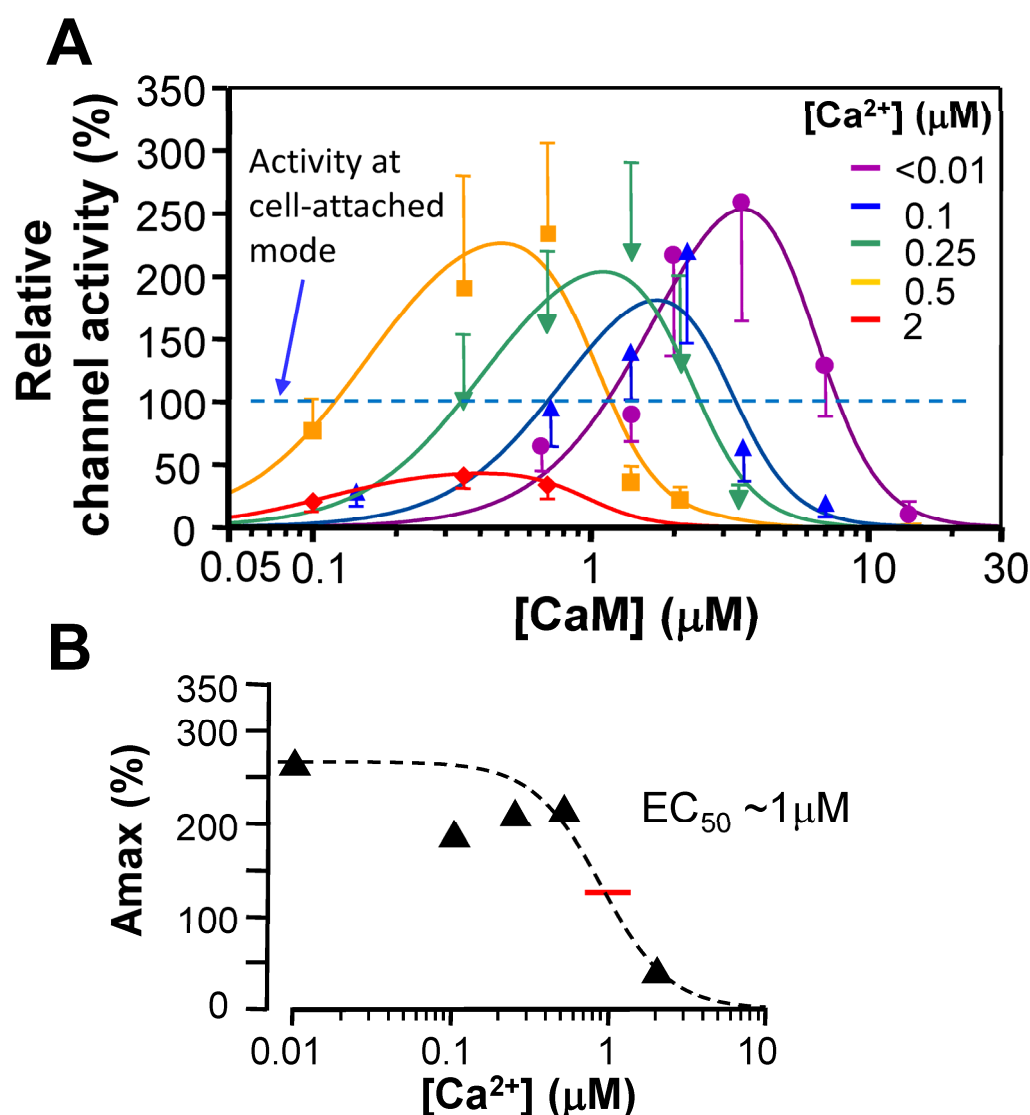 A
Relative
channel activity (%)
350
300
250
200
150
100
50
0
Activity at
cell-attached
mode
[Ca²⁺] (μM)
<0.01
0.1
0.25
0.5
2
0.05 0.1 1 10 30
[CaM] (μM)
B
Amax (%)
350
300
200
100
0
EC₅₀ ~1μM
0.01 0.1 1 10
[Ca²⁺] (μM)